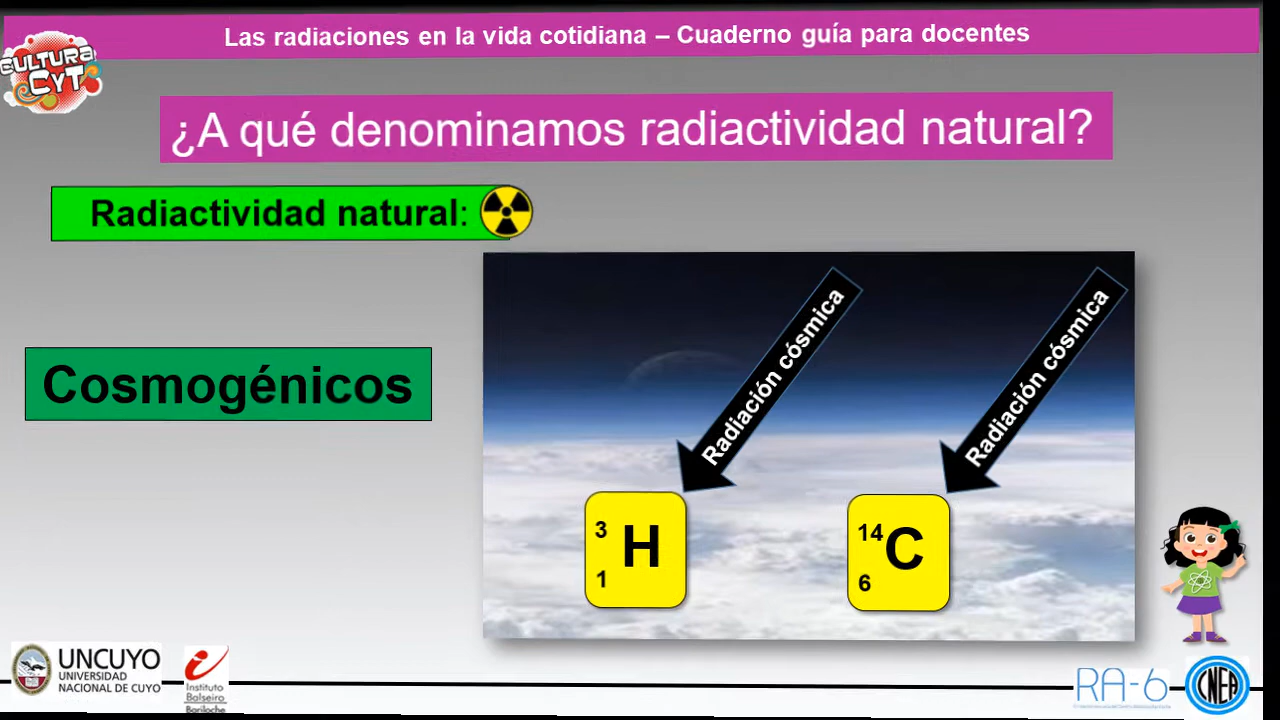 Las radiaciones en la vida cotidiana – Cuaderno guía para docentes
CULTURA
CYT
¿A qué denominamos radiactividad natural?
Radiactividad natural:
Cosmogénicos
Radiación cósmica
Radiación cósmica
3
H
1
14
C
6
UNCUYO
UNIVERSIDAD
NACIONAL DE CUYO
Instituto
Balseiro
Bariloche
RA-6
CNEA